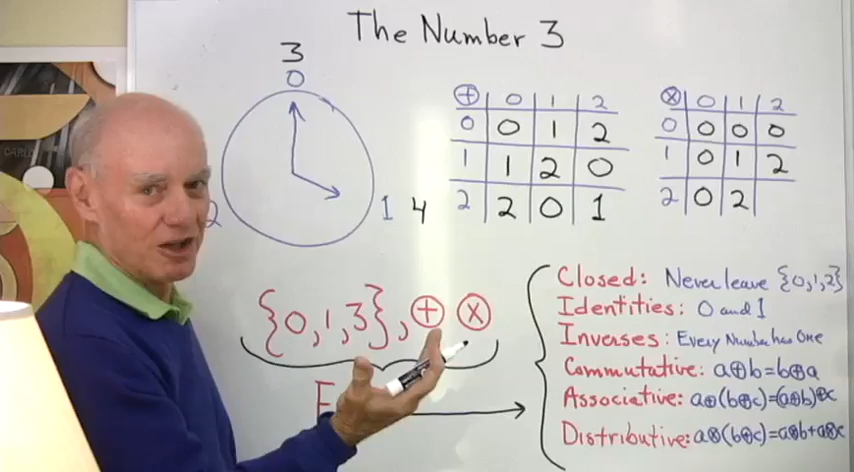 The Number 3
3
0
1 4
2
⊕ 0 1 2
0 0 1 2
1 1 2 0
2 2 0 1
⊗ 0 1 2
0 0 0 0
1 0 1 2
2 0 2
{0,1,3}, ⊕ ⊗
F
Closed: Never leave {0,1,2}
Identities: 0 and 1
Inverses: Every Number has One
Commutative: a⊕b=b⊕a
Associative: a⊕(b⊕c)=(a⊕b)⊕c
Distributive: a⊗(b⊕c)=a⊗b+a⊗c